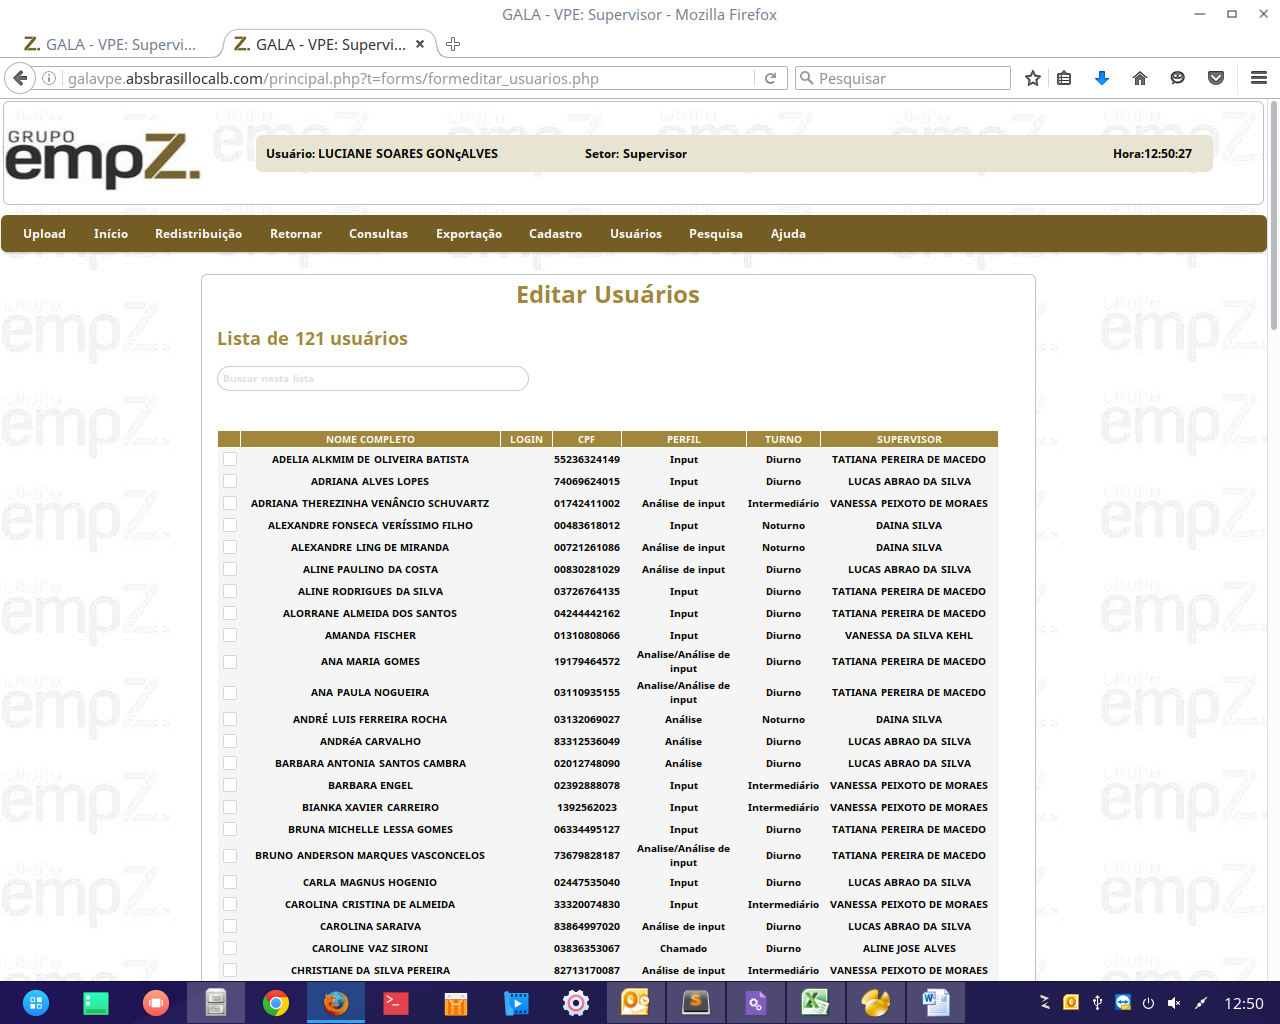 GALA - VPE: Supervisor - Mozilla Firefox
GALA - VPE: Supervi...
GALA - VPE: Supervi...
galavpe.absbrasillocalb.com/principal.php?t=forms/formeditar_usuarios.php
Pesquisar
GRUPO
empZ.
Usuário: LUCIANE SOARES GONçALVES Setor: Supervisor Hora:12:50:27
Upload Início Redistribuição Retornar Consultas Exportação Cadastro Usuários Pesquisa Ajuda
Editar Usuários
Lista de 121 usuários
Buscar nesta lista
NOME COMPLETO LOGIN CPF PERFIL TURNO SUPERVISOR
ADELIA ALKMIM DE OLIVEIRA BATISTA 55236324149 Input Diurno TATIANA PEREIRA DE MACEDO
ADRIANA ALVES LOPES 74069624015 Input Diurno LUCAS ABRAO DA SILVA
ADRIANA THEREZINHA VENÂNCIO SCHUVARTZ 01742411002 Análise de input Intermediário VANESSA PEIXOTO DE MORAES
ALEXANDRE FONSECA VERÍSSIMO FILHO 00483618012 Input Noturno DAINA SILVA
ALEXANDRE LING DE MIRANDA 00721261086 Análise de input Noturno DAINA SILVA
ALINE PAULINO DA COSTA 00830281029 Análise de input Diurno LUCAS ABRAO DA SILVA
ALINE RODRIGUES DA SILVA 03726764135 Input Diurno TATIANA PEREIRA DE MACEDO
ALORRANE ALMEIDA DOS SANTOS 04244442162 Input Diurno TATIANA PEREIRA DE MACEDO
AMANDA FISCHER 01310808066 Input Diurno VANESSA DA SILVA KEHL
ANA MARIA GOMES 19179464572 Analise/Análise de input Diurno TATIANA PEREIRA DE MACEDO
ANA PAULA NOGUEIRA 03110935155 Analise/Análise de input Diurno TATIANA PEREIRA DE MACEDO
ANDRÉ LUIS FERREIRA ROCHA 03132069027 Análise Noturno DAINA SILVA
ANDRéA CARVALHO 83312536049 Análise Diurno LUCAS ABRAO DA SILVA
BARBARA ANTONIA SANTOS CAMBRA 02012748090 Análise Diurno LUCAS ABRAO DA SILVA
BARBARA ENGEL 02392888078 Input Intermediário VANESSA PEIXOTO DE MORAES
BIANKA XAVIER CARREIRO 1392562023 Input Intermediário VANESSA PEIXOTO DE MORAES
BRUNA MICHELLE LESSA GOMES 06334495127 Input Diurno TATIANA PEREIRA DE MACEDO
BRUNO ANDERSON MARQUES VASCONCELOS 73679828187 Analise/Análise de input Diurno TATIANA PEREIRA DE MACEDO
CARLA MAGNUS HOGENIO 02447535040 Input Diurno LUCAS ABRAO DA SILVA
CAROLINA CRISTINA DE ALMEIDA 33320074830 Input Intermediário VANESSA PEIXOTO DE MORAES
CAROLINA SARAIVA 83864997020 Análise de input Diurno LUCAS ABRAO DA SILVA
CAROLINE VAZ SIRONI 03836353067 Chamado Diurno ALINE JOSE ALVES
CHRISTIANE DA SILVA PEREIRA 82713170087 Análise de input Intermediário VANESSA PEIXOTO DE MORAES
12:50